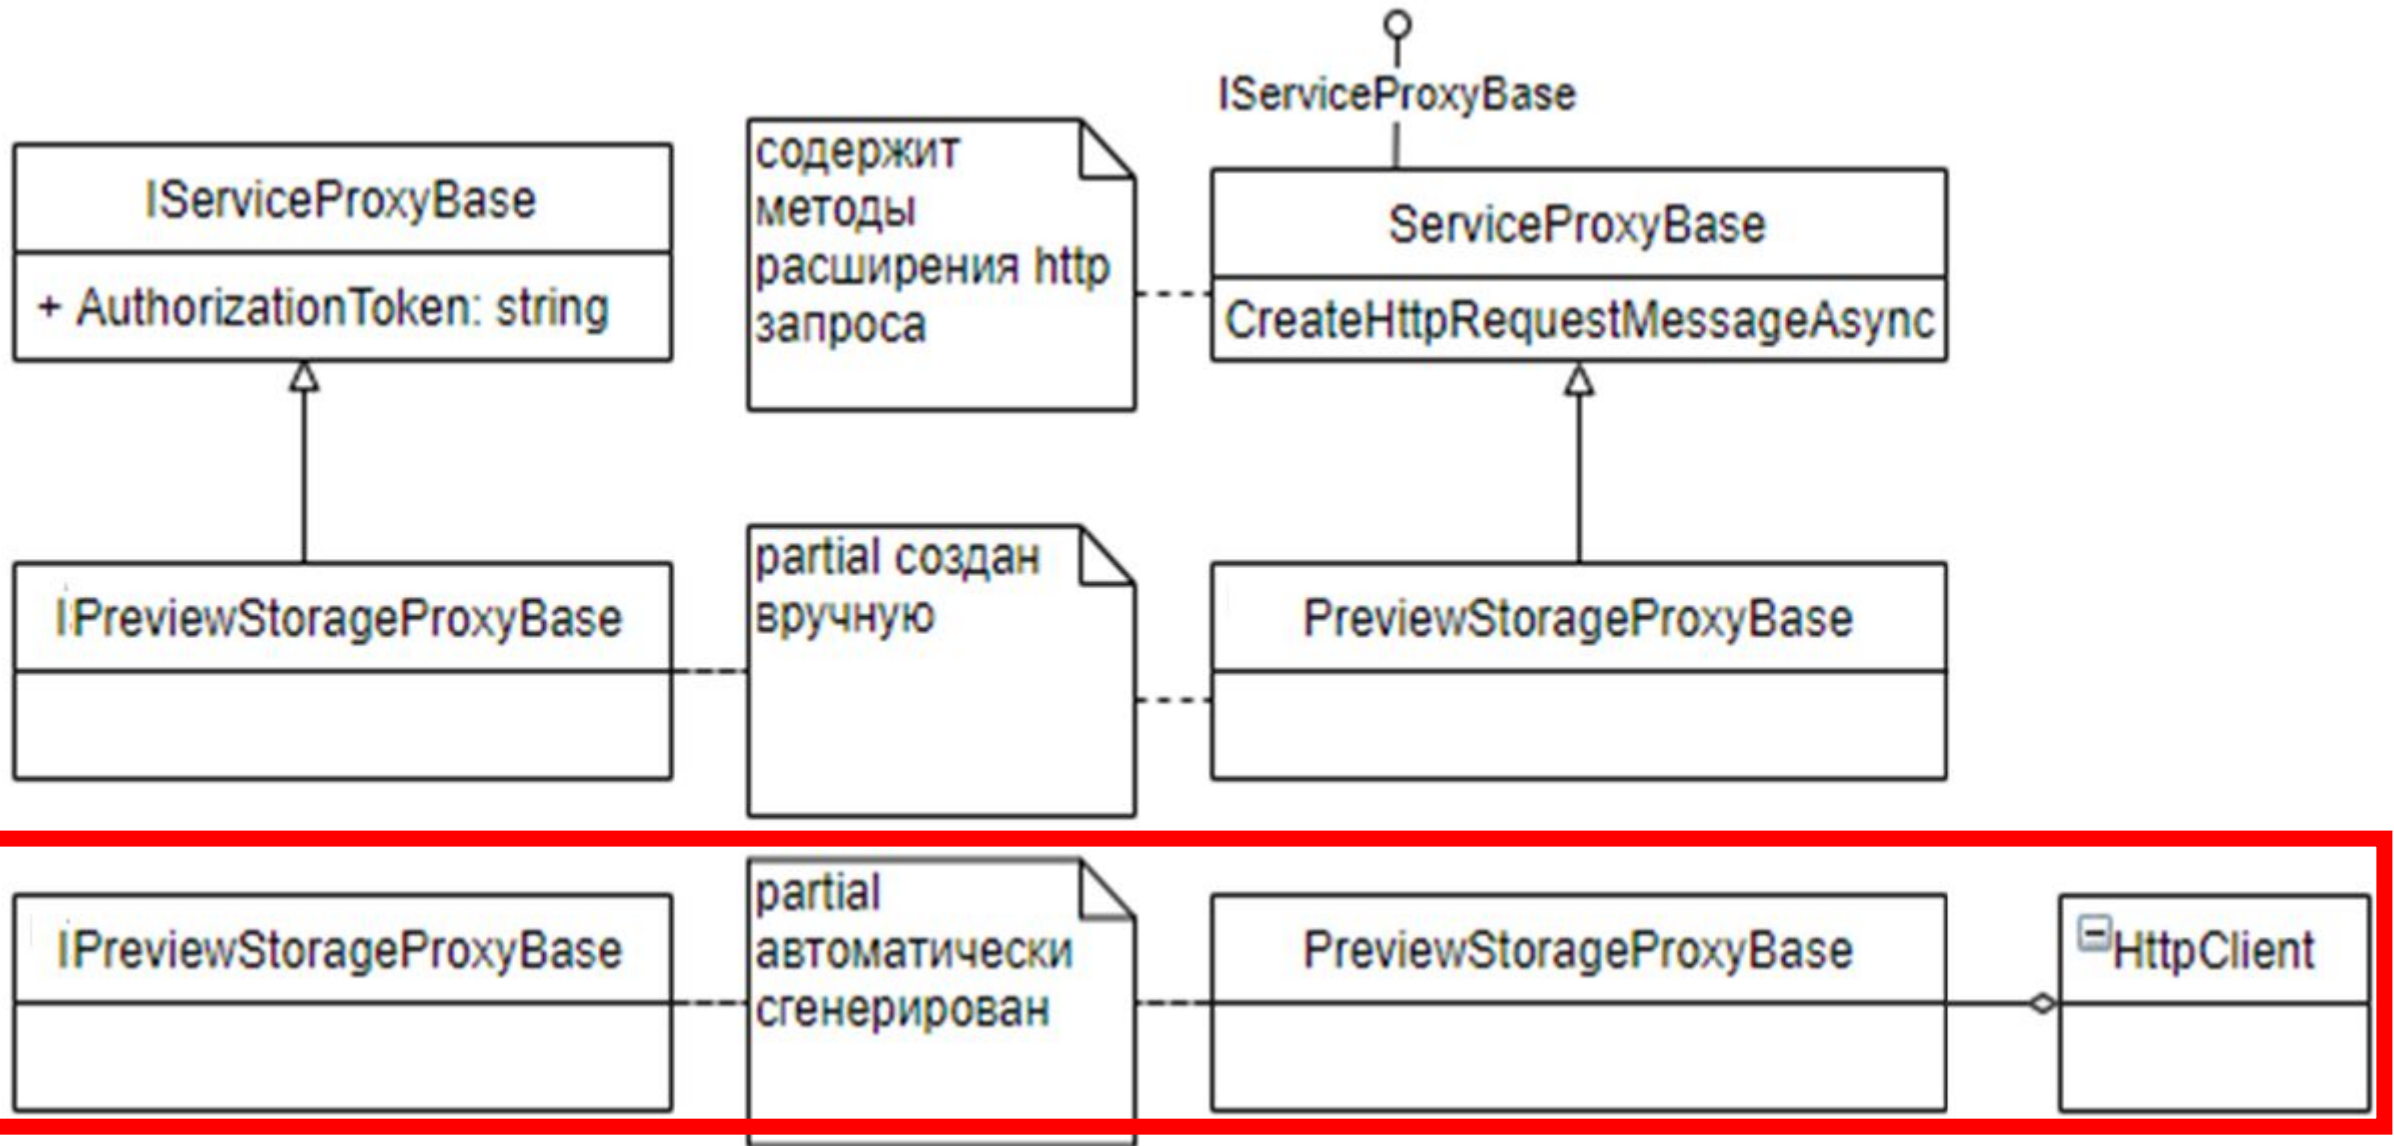 IServiceProxyBase
IServiceProxyBase
+ AuthorizationToken: string
содержит
методы
расширения http
запроса
ServiceProxyBase
CreateHttpRequestMessageAsync
IPreviewStorageProxyBase
partial создан
вручную
PreviewStorageProxyBase
IPreviewStorageProxyBase
partial
автоматически
сгенерирован
PreviewStorageProxyBase
HttpClient